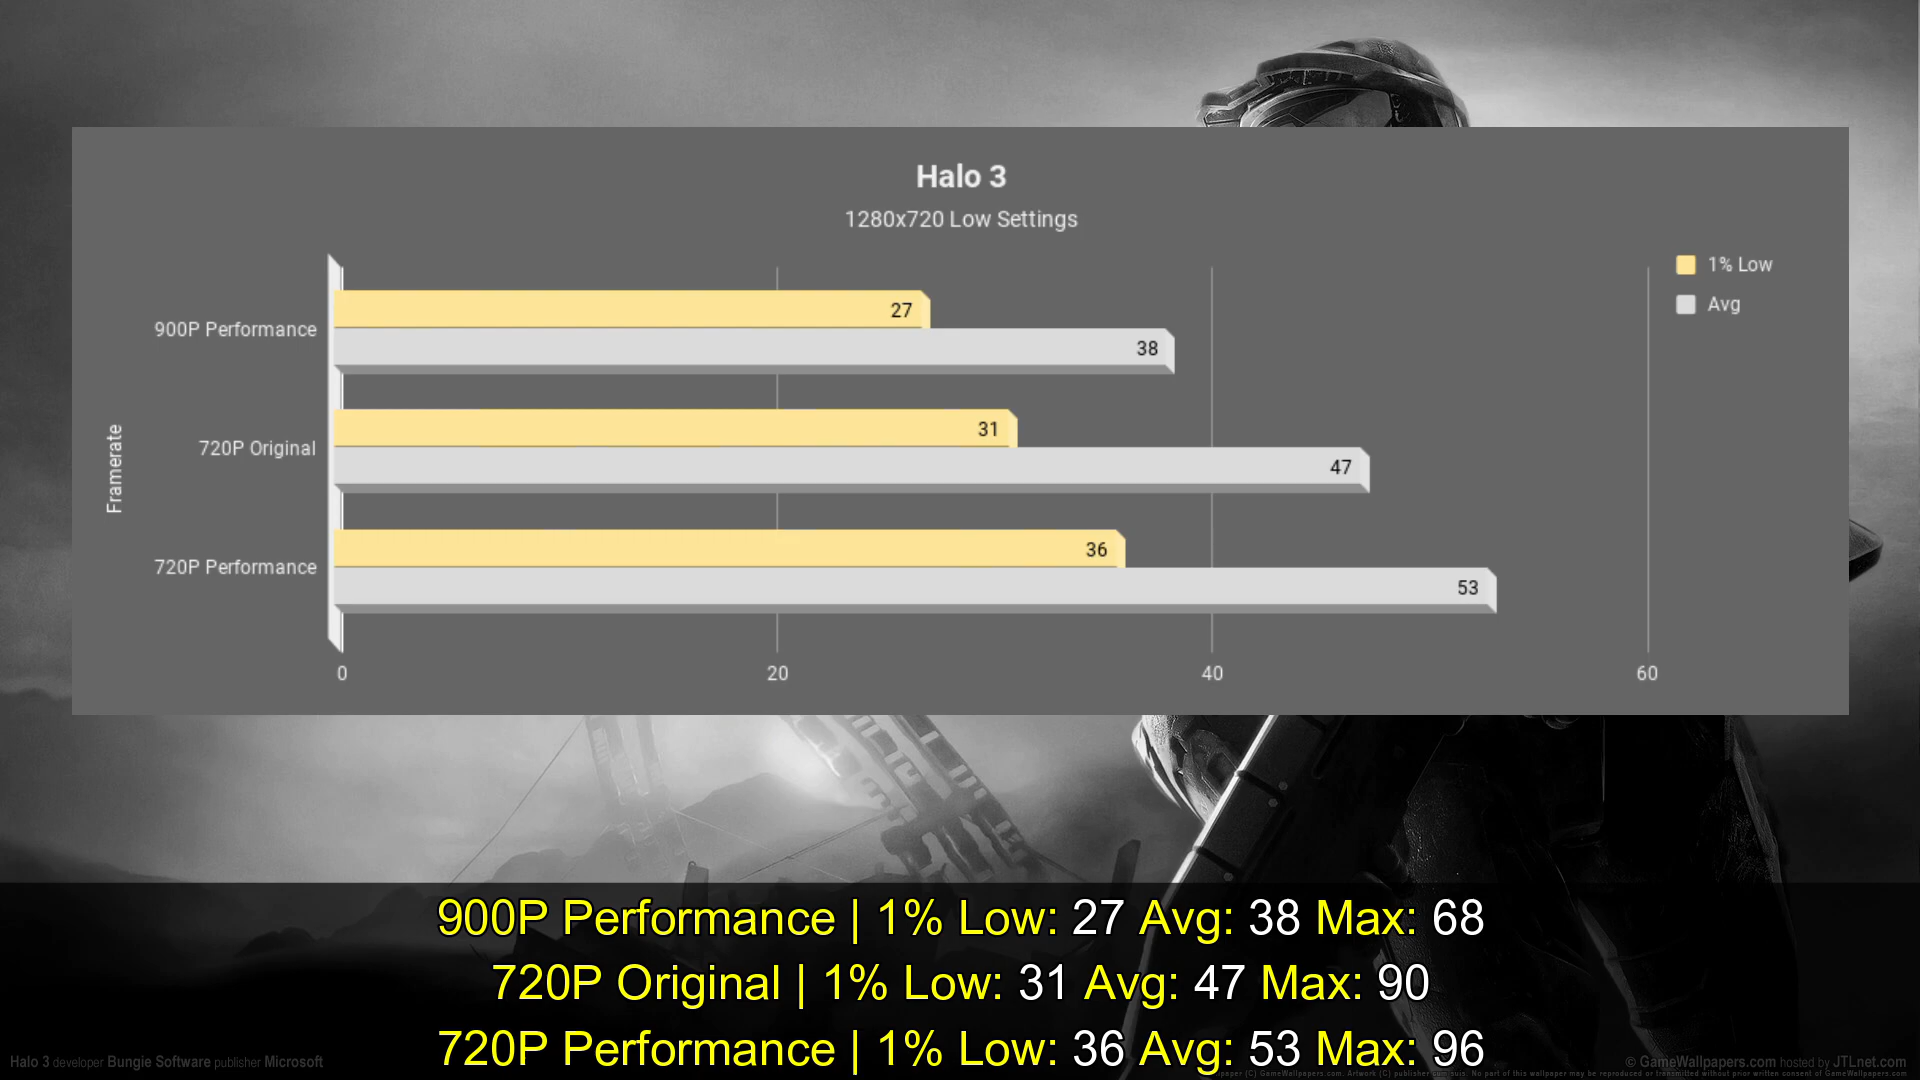 Halo 3
1280x720 Low Settings
1% Low
Avg
Framerate
900P Performance
27
38
720P Original
31
47
720P Performance
36
53
0 20 40 60
900P Performance | 1% Low: 27 Avg: 38 Max: 68
720P Original | 1% Low: 31 Avg: 47 Max: 90
720P Performance | 1% Low: 36 Avg: 53 Max: 96
Halo 3 developer Bungie Software publisher Microsoft
© GameWallpapers.com hosted by JTLnet.com